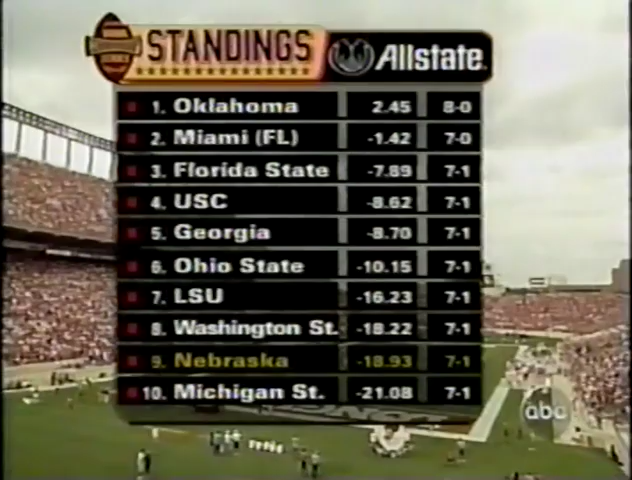 STANDINGS Allstate.
1. Oklahoma 2.45 8-0
2. Miami (FL) -1.42 7-0
3. Florida State -7.89 7-1
4. USC -8.62 7-1
5. Georgia -8.70 7-1
6. Ohio State -10.15 7-1
7. LSU -16.23 7-1
8. Washington St. -18.22 7-1
9. Nebraska -18.93 7-1
10. Michigan St. -21.08 7-1
abc